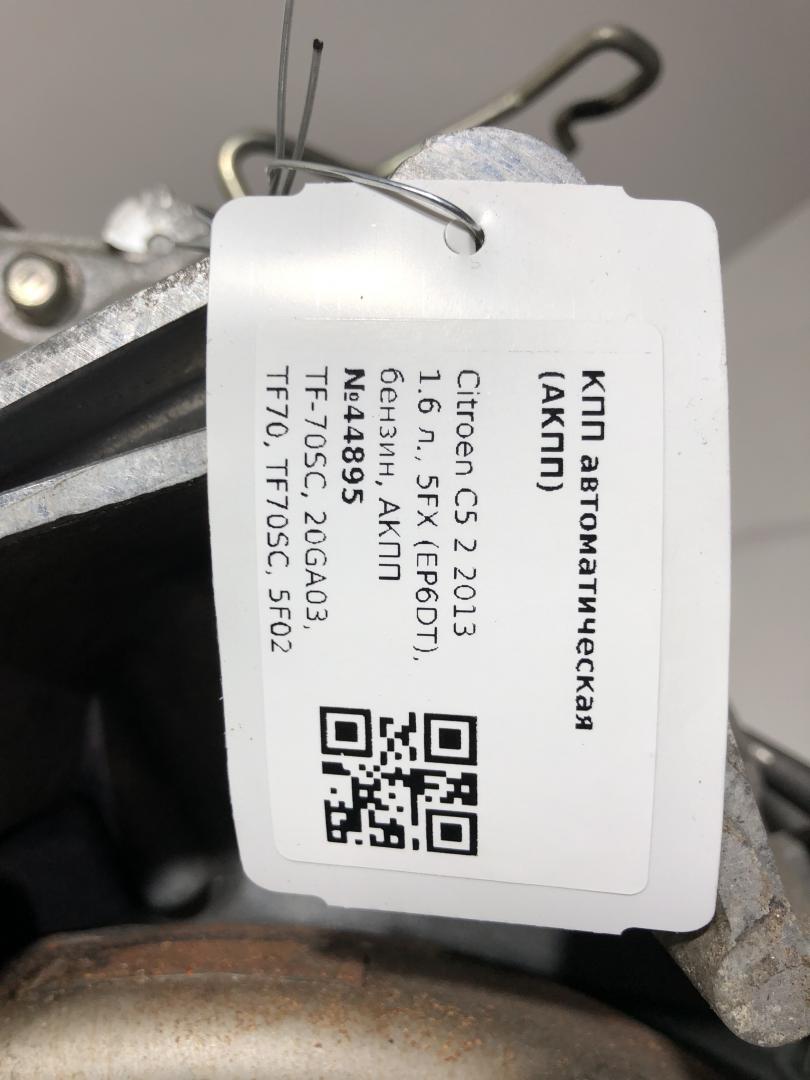 КПП автоматическая
(АКПП)
Citroen C5 2 2013
1.6 л., 5FX (EP6DT),
бензин, АКПП
№44895
TF-70SC, 20GA03,
TF70, TF70SC, 5F02